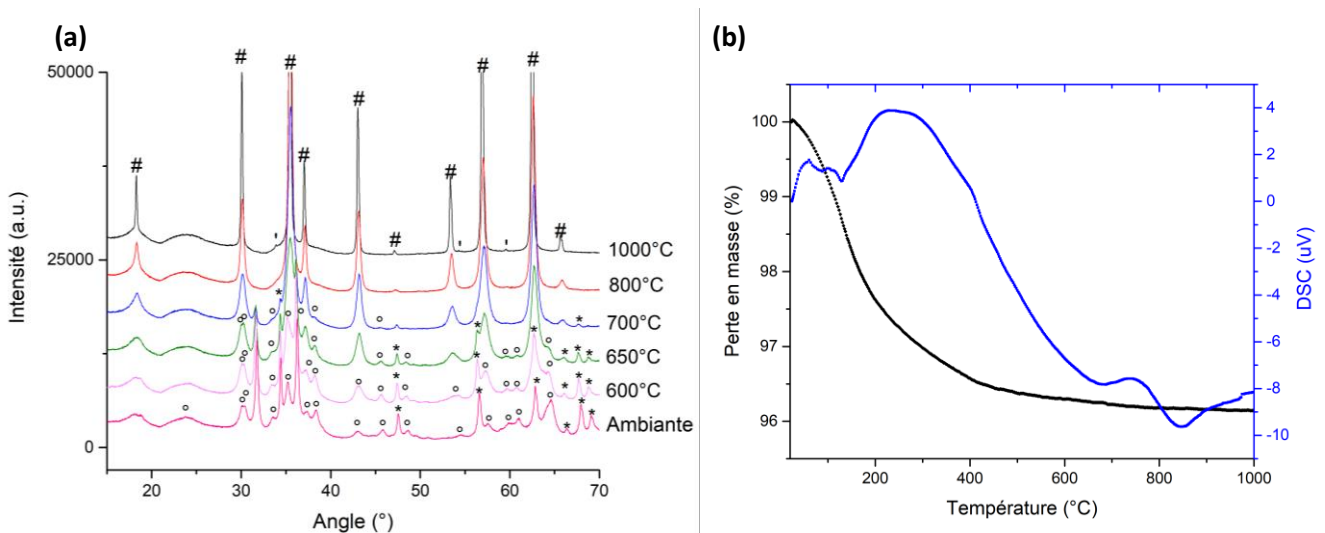 (a)
50000
25000
0
Intensité (a.u.)
# # # # # # # # #
' ' '
1000°C
800°C
700°C
650°C
600°C
Ambiante
20 30 40 50 60 70
Angle (°)
(b)
100
99
98
97
96
Perte en masse (%)
4
2
0
-2
-4
-6
-8
-10
DSC (uV)
200 400 600 800 1000
Température (°C)